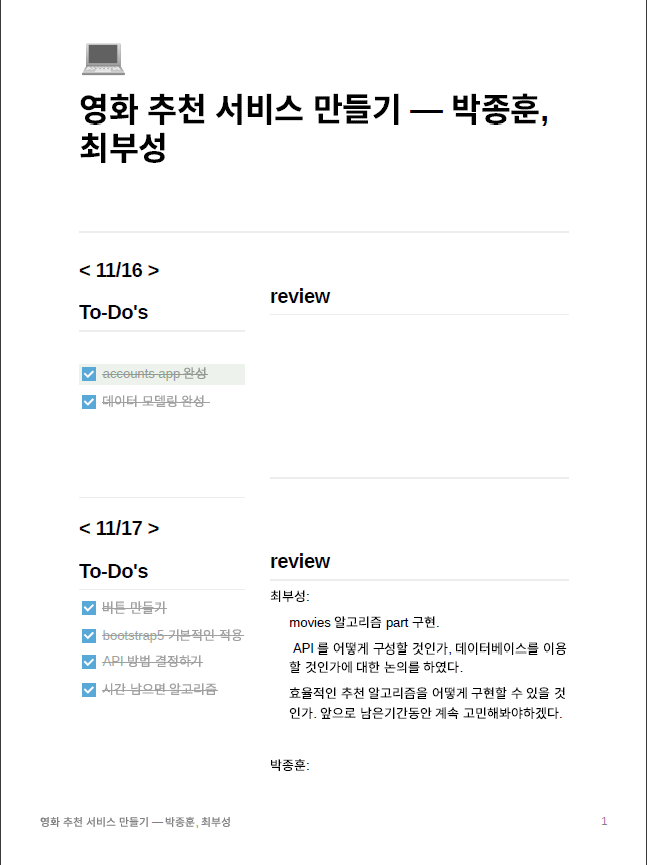 영화 추천 서비스 만들기 — 박종훈,
최부성
< 11/16 >
To-Do's
accounts app 완성
데이터 모델링 완성
review
< 11/17 >
To-Do's
버튼 만들기
bootstrap5 기본적인 적용
API 방법 결정하기
시간 남으면 알고리즘
review
최부성:
movies 알고리즘 part 구현.
API 를 어떻게 구성할 것인가, 데이터베이스를 이용
할 것인가에 대한 논의를 하였다.
효율적인 추천 알고리즘을 어떻게 구현할 수 있을 것
인가. 앞으로 남은기간동안 계속 고민해봐야하겠다.
박종훈:
영화 추천 서비스 만들기 — 박종훈, 최부성
1